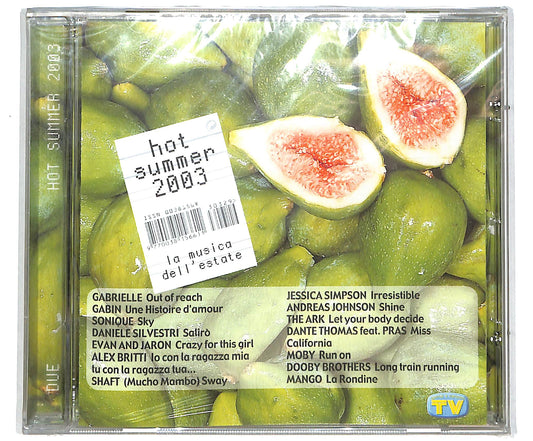 DUE HOT SUMMER 2003
hot
summer
2003
la musica
dell'estate
GABRIELLE Out of reach
GABIN Une Histoire d'amour
SONIQUE Sky
DANIELE SILVESTRI Salirò
EVAN AND JARON Crazy for this girl
ALEX BRITTI Io con la ragazza mia
tu con la ragazza tua...
SHAFT (Mucho Mambo) Sway
JESSICA SIMPSON Irresistible
ANDREAS JOHNSON Shine
THE ARK Let your body decide
DANTE THOMAS feat. PRAS Miss
California
MOBY Run on
DOOBY BROTHERS Long train running
MANGO La Rondine
TV